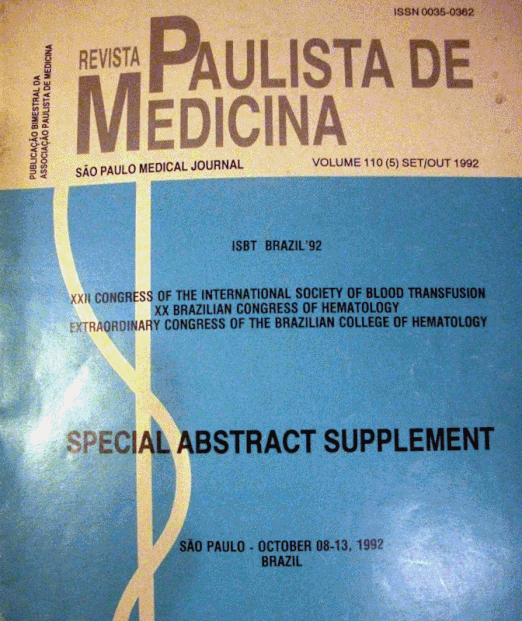 ISSN 0035-0362
REVISTA PAULISTA DE
MEDICINA
PUBLICAÇÃO BIMESTRAL DA
ASSOCIAÇÃO PAULISTA DE MEDICINA
SÃO PAULO MEDICAL JOURNAL
VOLUME 110 (5) SET/OUT 1992
ISBT BRAZIL'92
XXII CONGRESS OF THE INTERNATIONAL SOCIETY OF BLOOD TRANSFUSION
XX BRAZILIAN CONGRESS OF HEMATOLOGY
EXTRAORDINARY CONGRESS OF THE BRAZILIAN COLLEGE OF HEMATOLOGY
SPECIAL ABSTRACT SUPPLEMENT
SÃO PAULO - OCTOBER 08-13, 1992
BRAZIL